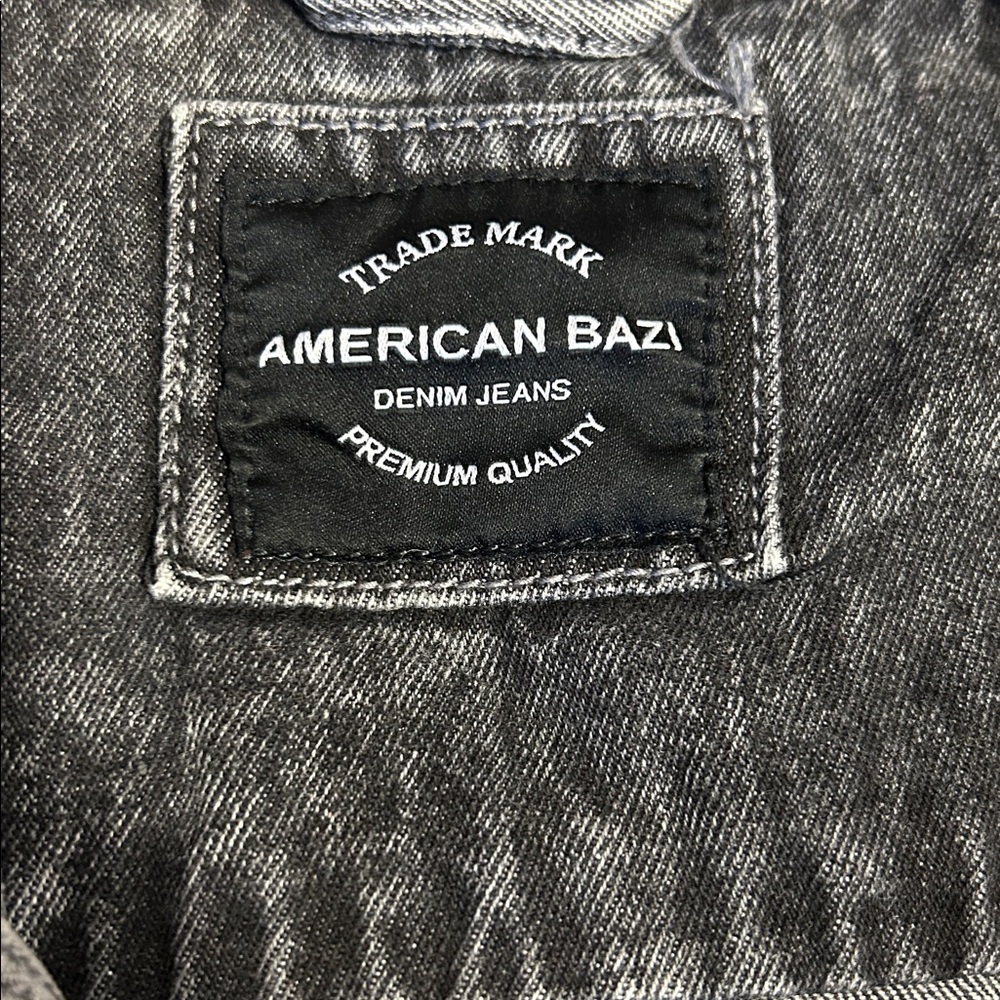 TRADE MARK
AMERICAN BAZI
DENIM JEANS
PREMIUM QUALITY